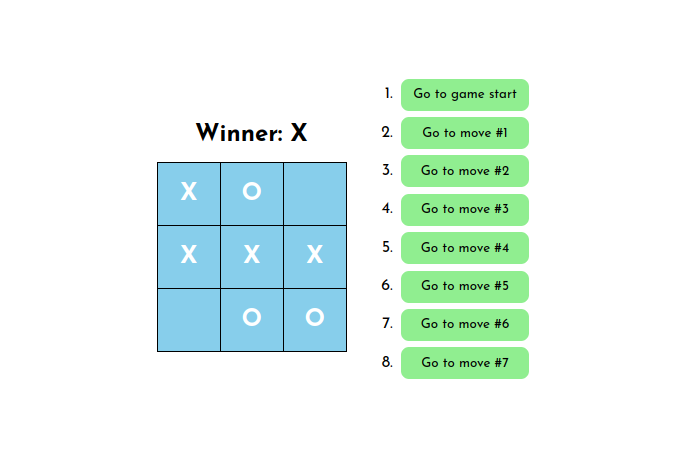 Winner: X
X O
X X X
O O
1. Go to game start
2. Go to move #1
3. Go to move #2
4. Go to move #3
5. Go to move #4
6. Go to move #5
7. Go to move #6
8. Go to move #7